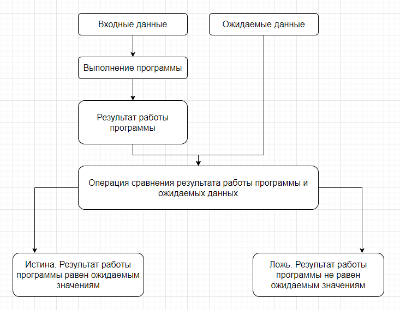 Входные данные
Ожидаемые данные
Выполнение программы
Результат работы
программы
Операция сравнения результата работы программы и
ожидаемых данных
Истина. Результат работы
программы равен ожидаемым
значениям
Ложь. Результат работы
программы не равен
ожидаемым значениям